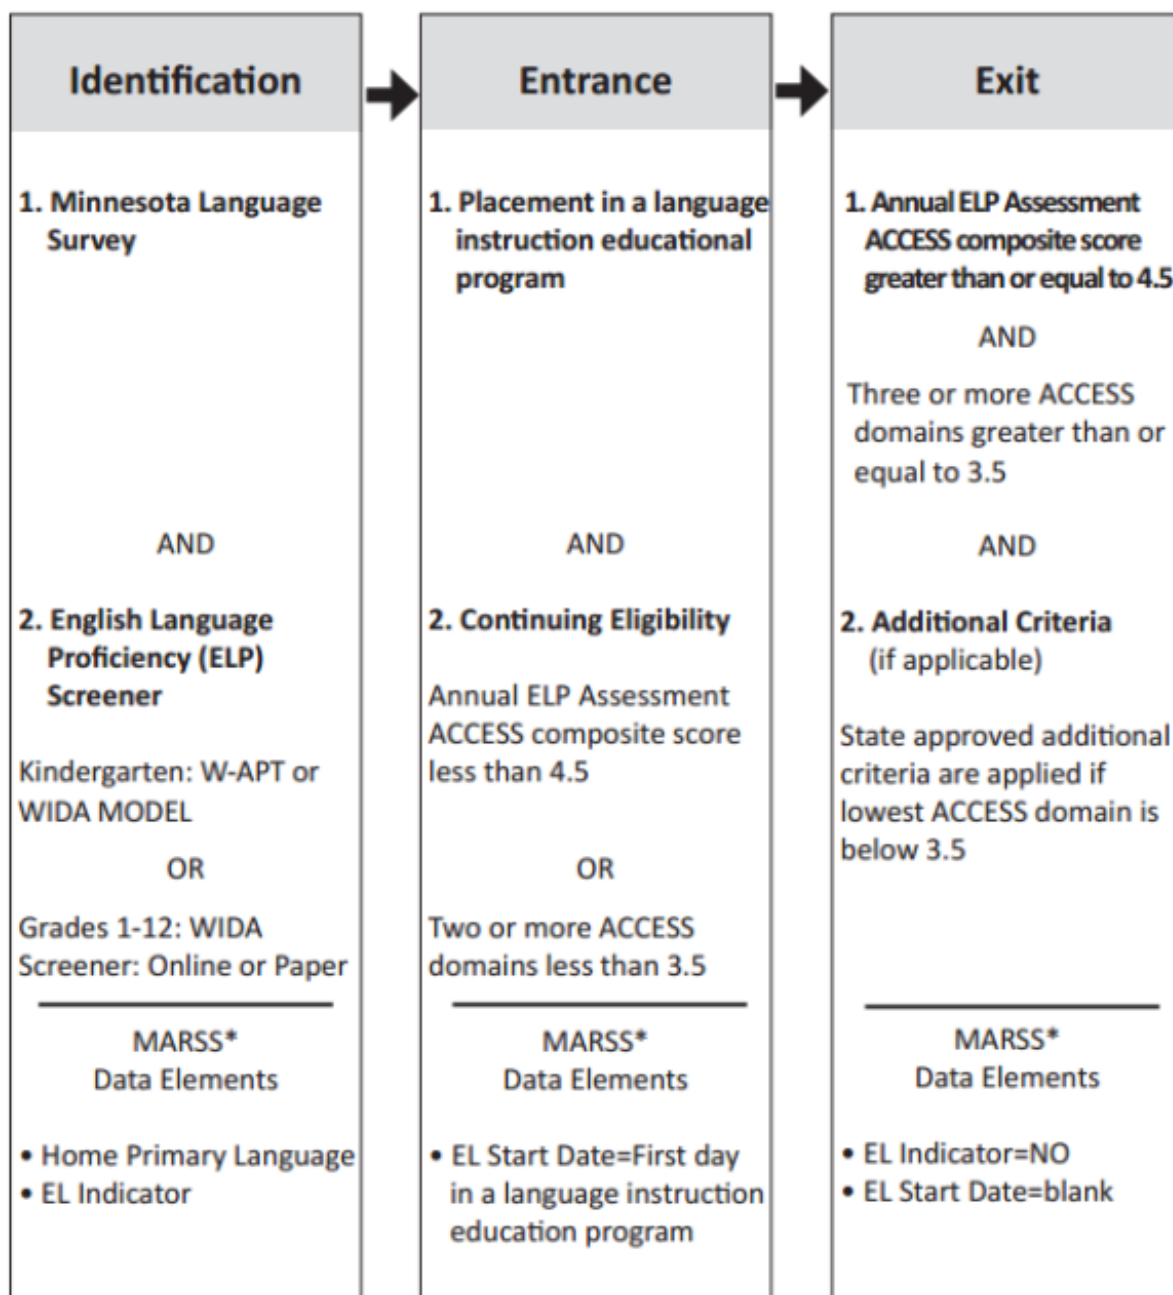 Identification
1. Minnesota Language
Survey
AND
2. English Language
Proficiency (ELP)
Screener
Kindergarten: W-APT or
WIDA MODEL
OR
Grades 1-12: WIDA
Screener: Online or Paper
MARSS*
Data Elements
• Home Primary Language
• EL Indicator
Entrance
1. Placement in a language
instruction educational
program
AND
2. Continuing Eligibility
Annual ELP Assessment
ACCESS composite score
less than 4.5
OR
Two or more ACCESS
domains less than 3.5
MARSS*
Data Elements
• EL Start Date=First day
in a language instruction
education program
Exit
1. Annual ELP Assessment
ACCESS composite score
greater than or equal to 4.5
AND
Three or more ACCESS
domains greater than or
equal to 3.5
AND
2. Additional Criteria
(if applicable)
State approved additional
criteria are applied if
lowest ACCESS domain is
below 3.5
MARSS*
Data Elements
• EL Indicator=NO
• EL Start Date=blank